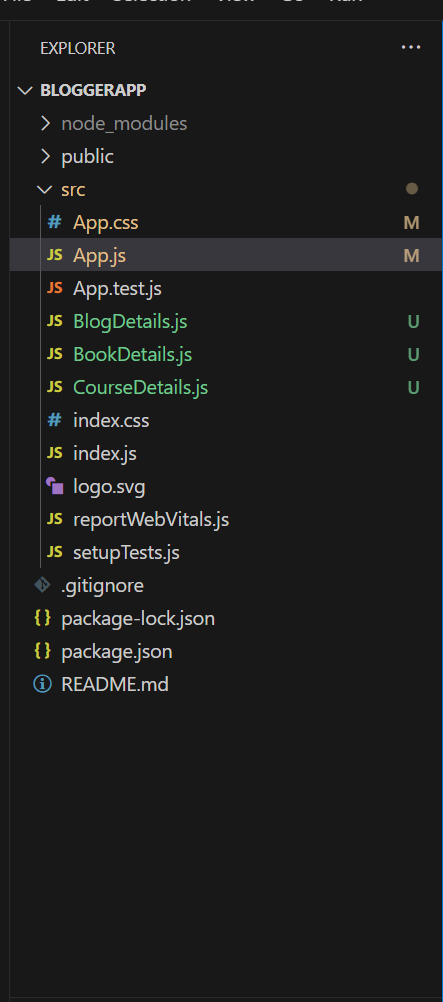 EXPLORER ...
BLOGGERAPP
node_modules
public
src
# App.css M
JS App.js M
JS App.test.js
JS BlogDetails.js U
JS BookDetails.js U
JS CourseDetails.js U
# index.css
JS index.js
logo.svg
JS reportWebVitals.js
JS setupTests.js
.gitignore
{} package-lock.json
{} package.json
README.md